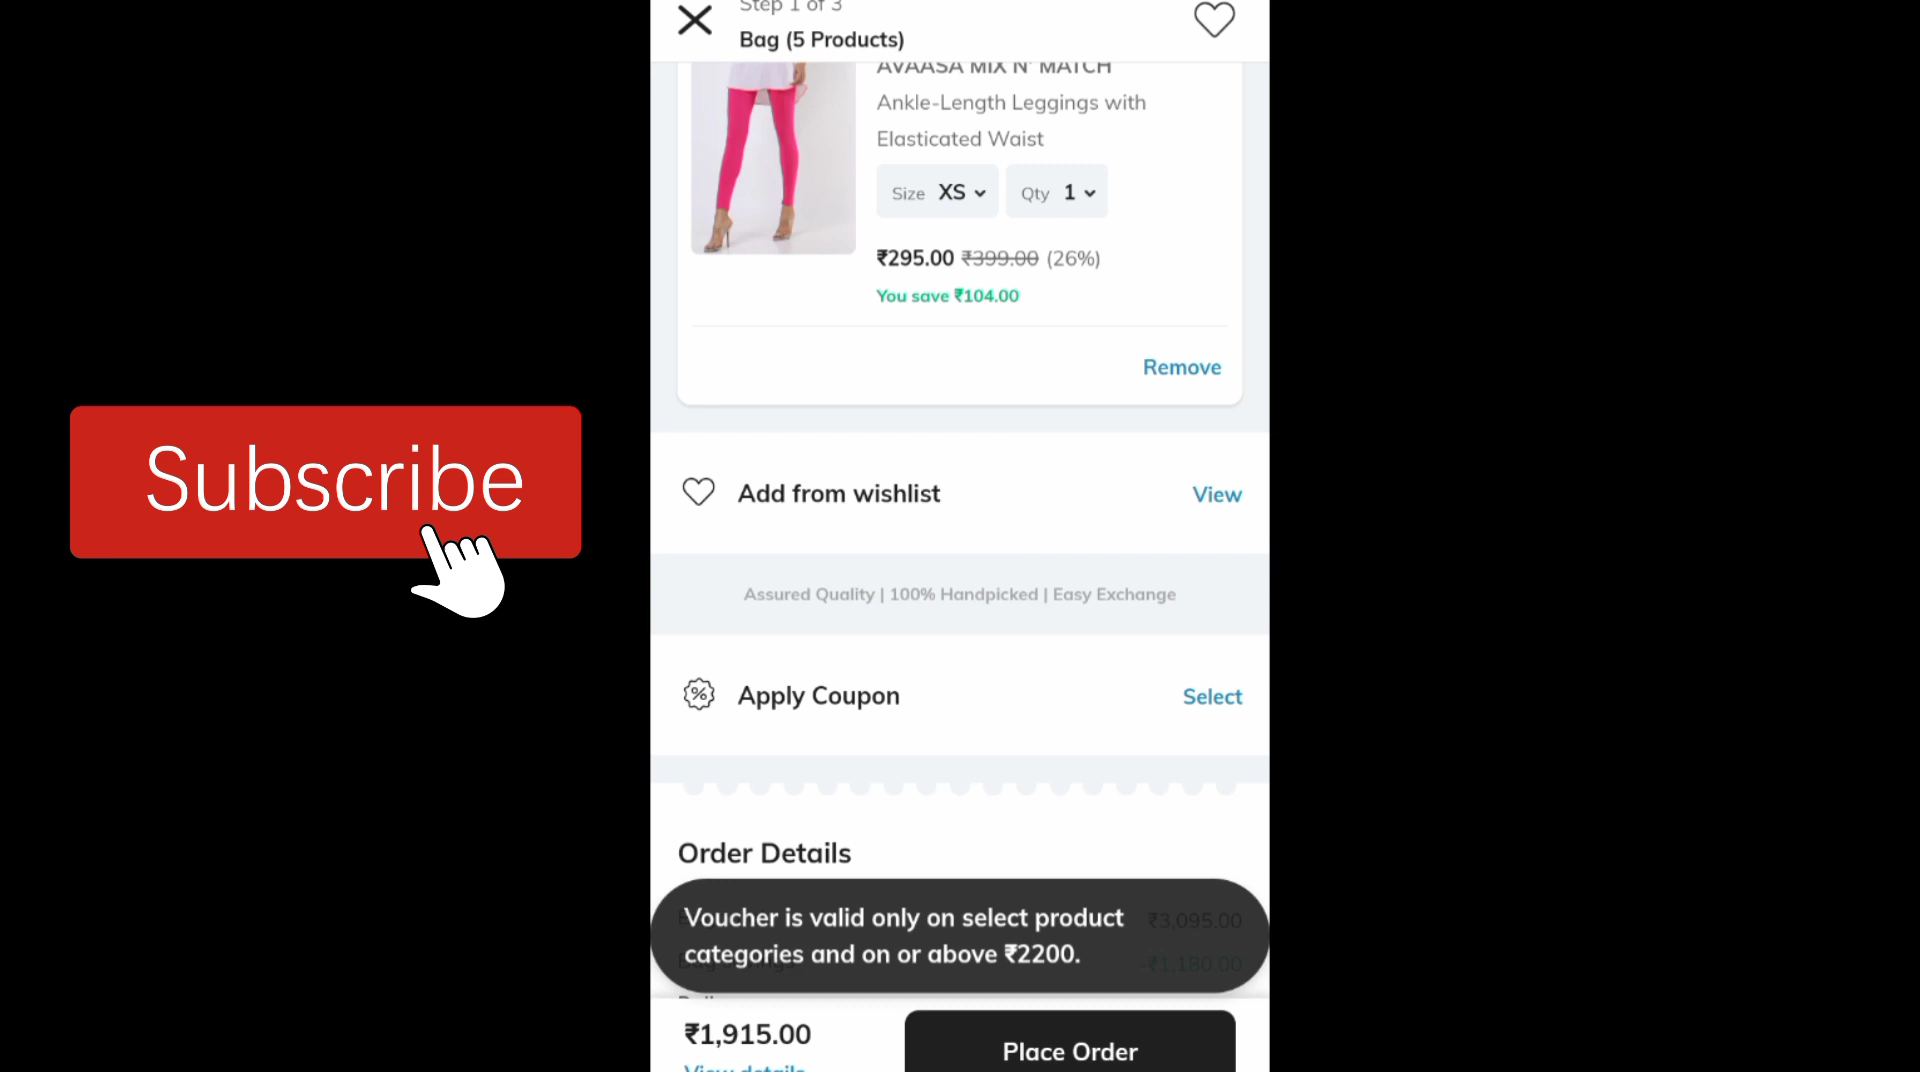 Step 1 of 3
Bag (5 Products)
AVAASA MIX N' MATCH
Ankle-Length Leggings with
Elasticated Waist
Size XS Qty 1
₹295.00 ₹399.00 (26%)
You save ₹104.00
Remove
Subscribe
Add from wishlist View
Assured Quality | 100% Handpicked | Easy Exchange
Apply Coupon Select
Order Details
Voucher is valid only on select product
₹3,095.00
categories and on or above ₹2200.
-₹1,180.00
₹1,915.00
Place Order
View details